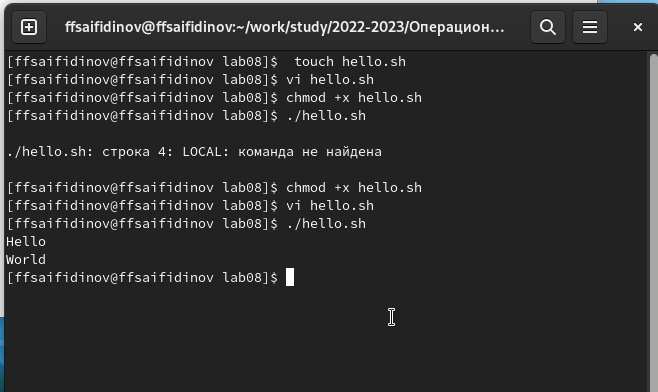 ffsaifidinov@ffsaifidinov:~/work/study/2022-2023/Операцион...
[ffsaifidinov@ffsaifidinov lab08]$  touch hello.sh
[ffsaifidinov@ffsaifidinov lab08]$ vi hello.sh
[ffsaifidinov@ffsaifidinov lab08]$ chmod +x hello.sh
[ffsaifidinov@ffsaifidinov lab08]$ ./hello.sh
./hello.sh: строка 4: LOCAL: команда не найдена
[ffsaifidinov@ffsaifidinov lab08]$ chmod +x hello.sh
[ffsaifidinov@ffsaifidinov lab08]$ vi hello.sh
[ffsaifidinov@ffsaifidinov lab08]$ ./hello.sh
Hello
World
[ffsaifidinov@ffsaifidinov lab08]$